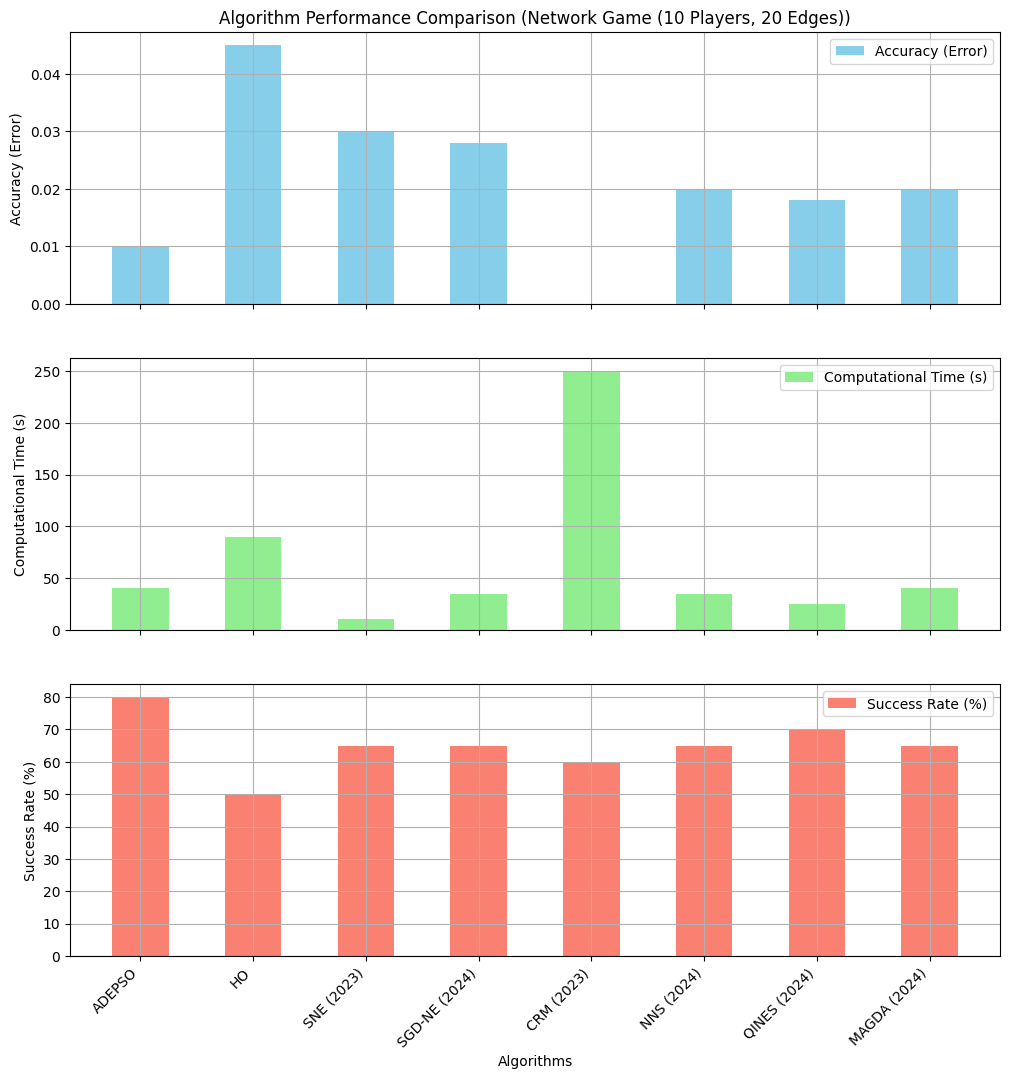 Algorithm Performance Comparison (Network Game (10 Players, 20 Edges))
Accuracy (Error)
Accuracy (Error)
0.04
0.03
0.02
0.01
0.00
Computational Time (s)
Computational Time (s)
250
200
150
100
50
0
Success Rate (%)
Success Rate (%)
80
70
60
50
40
30
20
10
0
ADEPSO
HO
SNE (2023)
SGD-NE (2024)
CRM (2023)
NNS (2024)
QINES (2024)
MAGDA (2024)
Algorithms